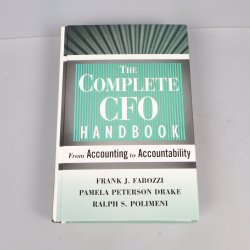 THE
COMPLETE
CFO
HANDBOOK
From Accounting to Accountability
FRANK J. FABOZZI
PAMELA PETERSON DRAKE
RALPH S. POLIMENI